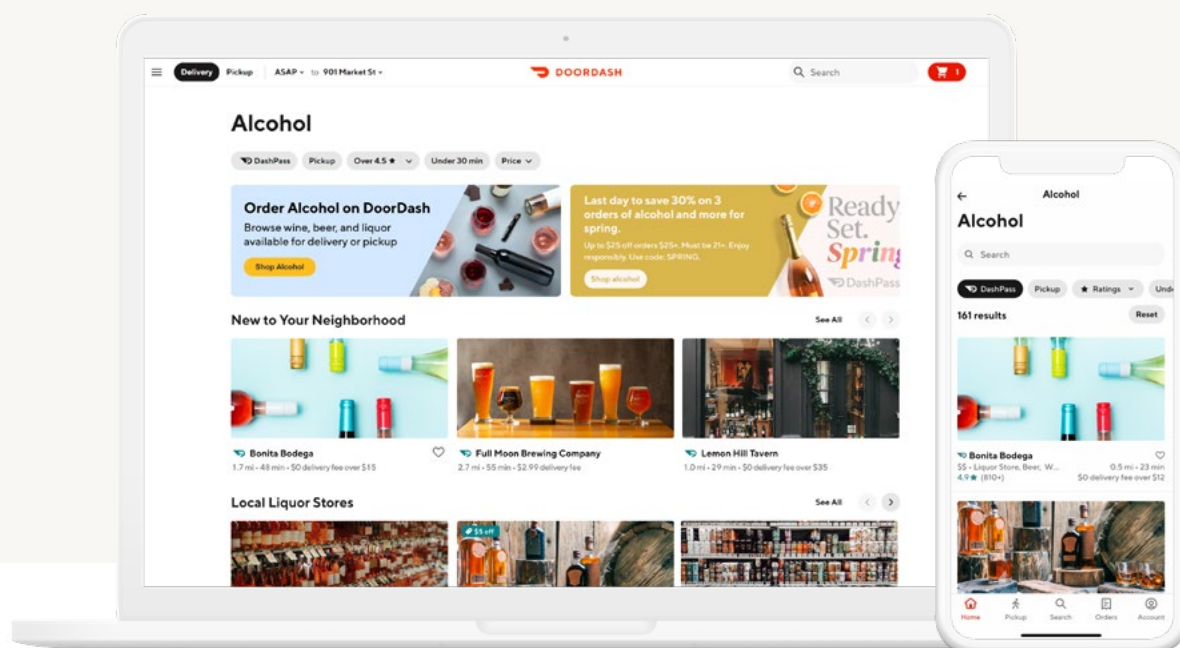 Delivery Pickup ASAP to 901 Market St DOORDASH Search 1
Alcohol
DashPass Pickup Over 4.5 ★ Under 30 min Price
Order Alcohol on DoorDash
Browse wine, beer, and liquor
available for delivery or pickup
Shop Alcohol
Last day to save 30% on 3
orders of alcohol and more for
spring.
Up to $25 off orders $25+. Must be 21+. Enjoy
responsibly. Use code: SPRING.
Shop alcohol
Ready
Set.
Spring
DashPass
New to Your Neighborhood See All
Bonita Bodega
1.7 mi • 48 min • $0 delivery fee over $15
Full Moon Brewing Company
2.7 mi • 55 min • $2.99 delivery fee
Lemon Hill Tavern
1.0 mi • 29 min • $0 delivery fee over $35
Local Liquor Stores See All
$5 off
Alcohol
Alcohol
Search
DashPass Pickup ★ Ratings Unde
161 results Reset
Bonita Bodega
$$ • Liquor Store, Beer, W... 0.5 mi • 23 min
4.9 ★ (810+) $0 delivery fee over $12
Home Pickup Search Orders Account